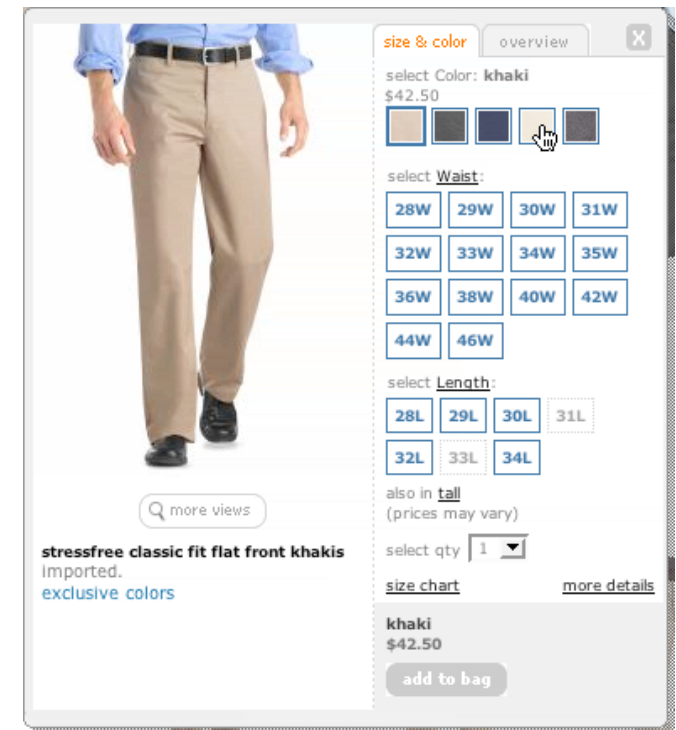 size & color
overview
X
select Color: khaki
$42.50
select Waist:
28W 29W 30W 31W
32W 33W 34W 35W
36W 38W 40W 42W
44W 46W
select Length:
28L 29L 30L 31L
32L 33L 34L
also in tall
(prices may vary)
select qty 1
size chart more details
khaki
$42.50
add to bag
more views
stressfree classic fit flat front khakis
imported.
exclusive colors